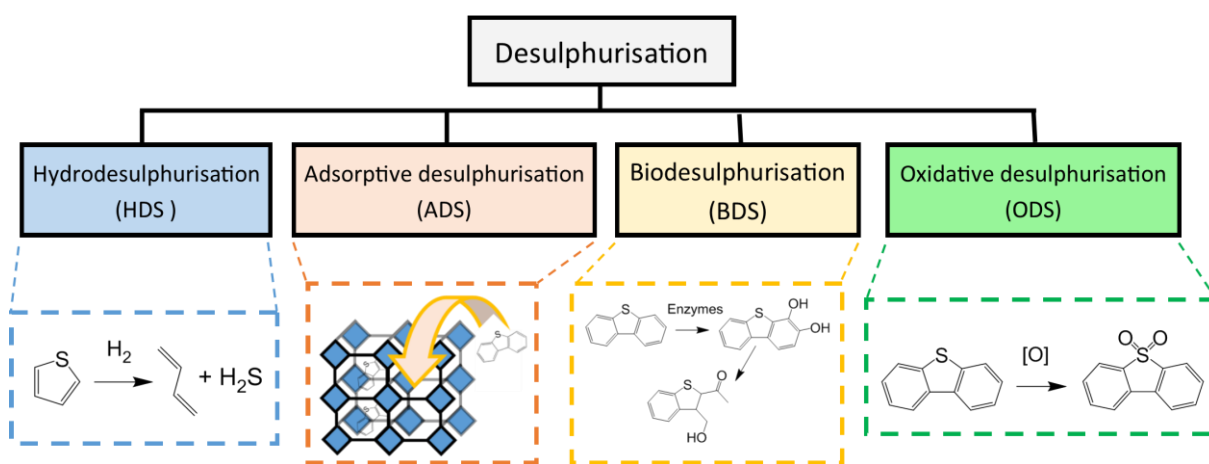 Desulphurisation
Hydrodesulphurisation
(HDS )
Adsorptive desulphurisation
(ADS)
Biodesulphurisation
(BDS)
Oxidative desulphurisation
(ODS)
S
H₂
+ H₂S
S
S
S
S
Enzymes
S
OH
OH
S
O
HO
S
[O]
O O
S